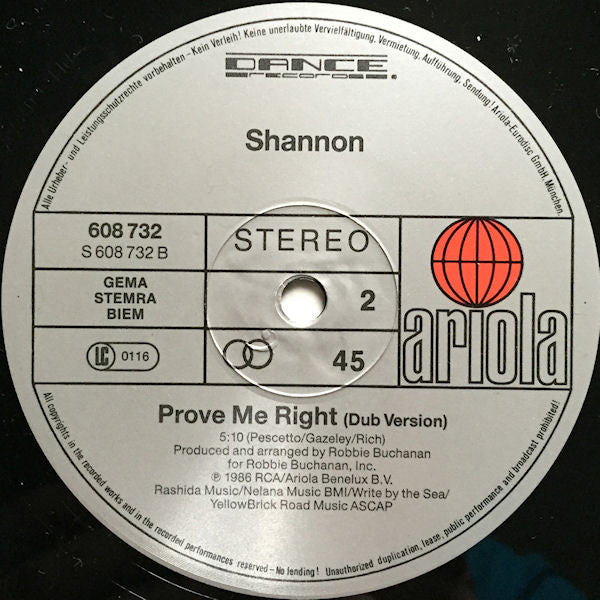 Alle Urheber- und Leistungsschutzrechte vorbehalten – Kein Verleih! Keine unerlaubte Vervielfältigung, Vermietung, Aufführung, Sendung! Ariola-Eurodisc GmbH, München.
DANCE
records.
Shannon
608 732
S 608 732 B
STEREO
GEMA
STEMRA
BIEM
2
LC 0116
45
ariola
Prove Me Right (Dub Version)
5:10 (Pescetto/Gazeley/Rich)
Produced and arranged by Robbie Buchanan
for Robbie Buchanan, Inc.
℗ 1986 RCA/Ariola Benelux B.V.
Rashida Music/Nelana Music BMI/Write by the Sea/
YellowBrick Road Music ASCAP
All copyrights in the recorded works and in the recorded performances reserved – No lending! Unauthorized duplication, lease, public performance and broadcast prohibited!